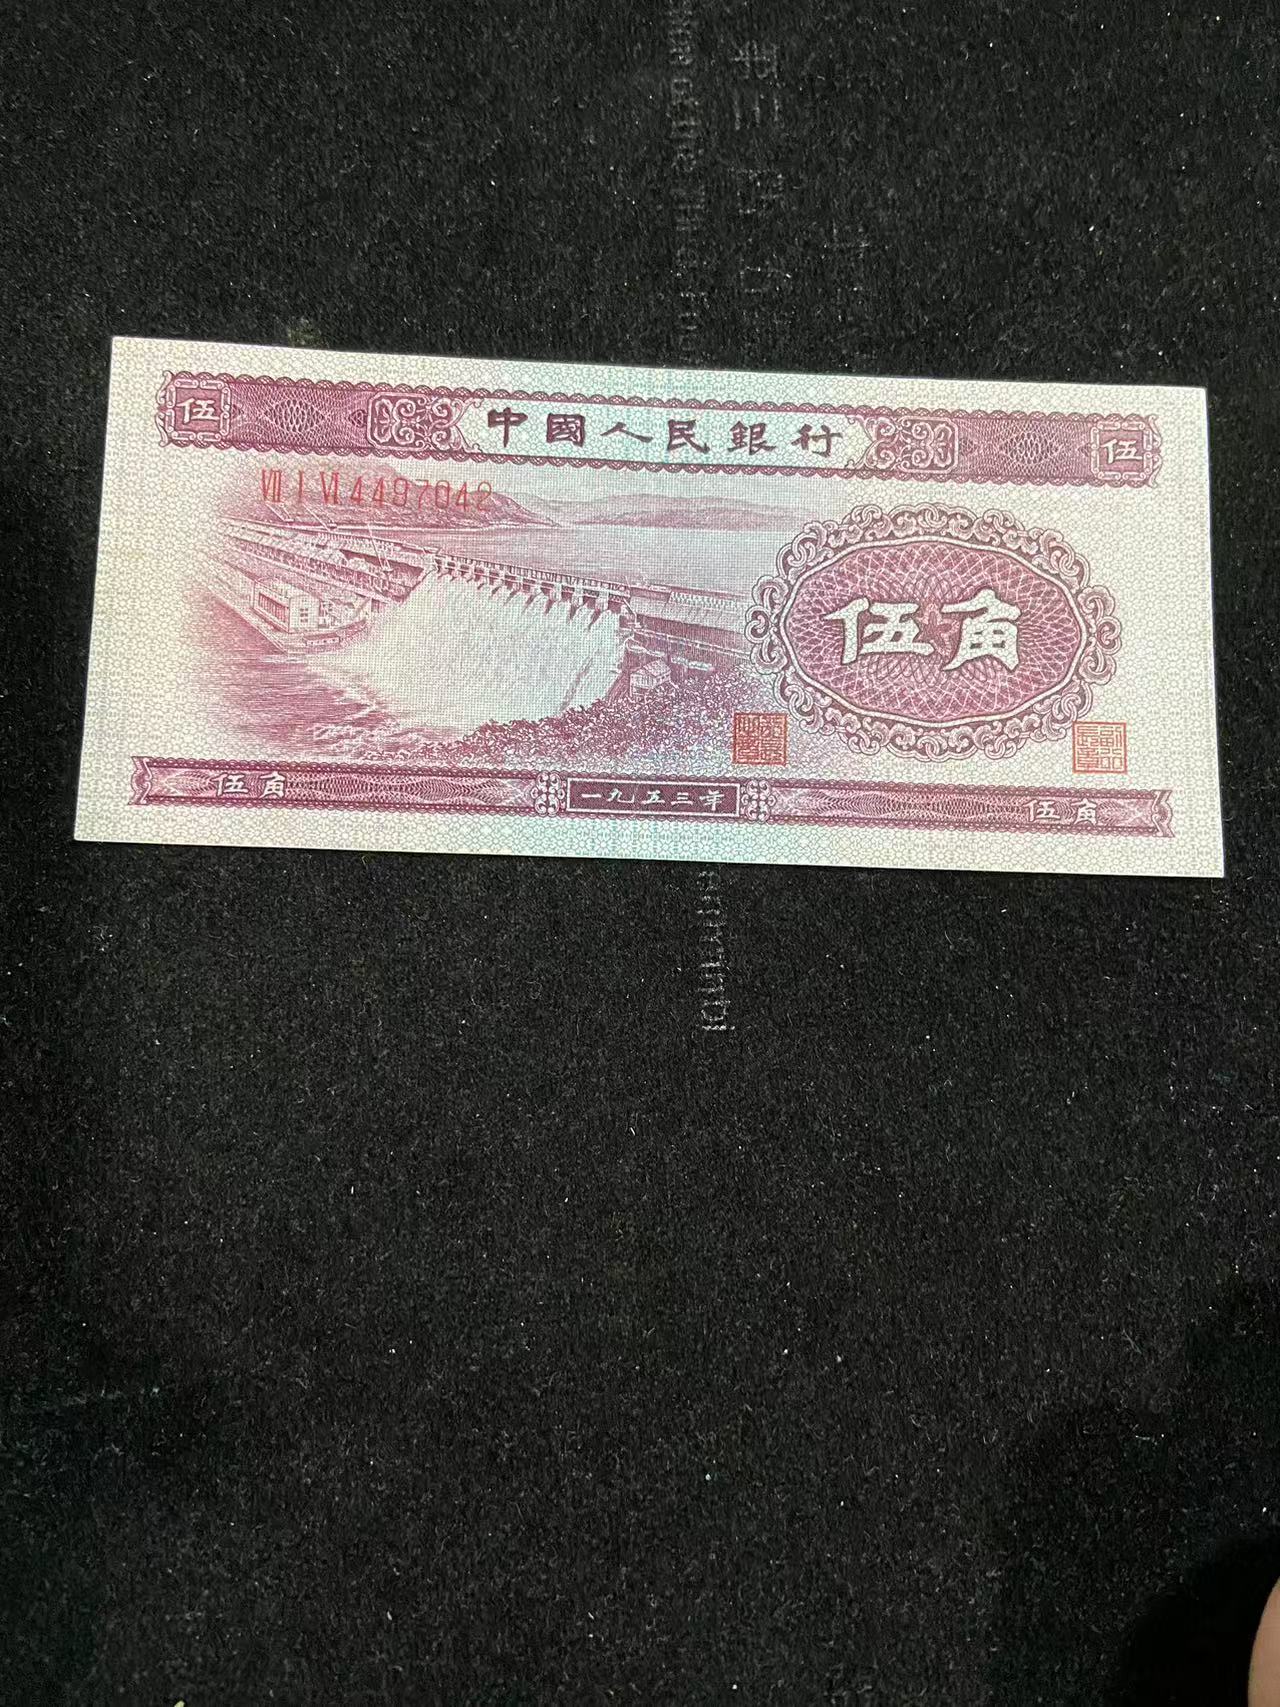 伍 中國人民銀行 伍
VII I VI 4497042
伍角
伍角 一九五三年 伍角